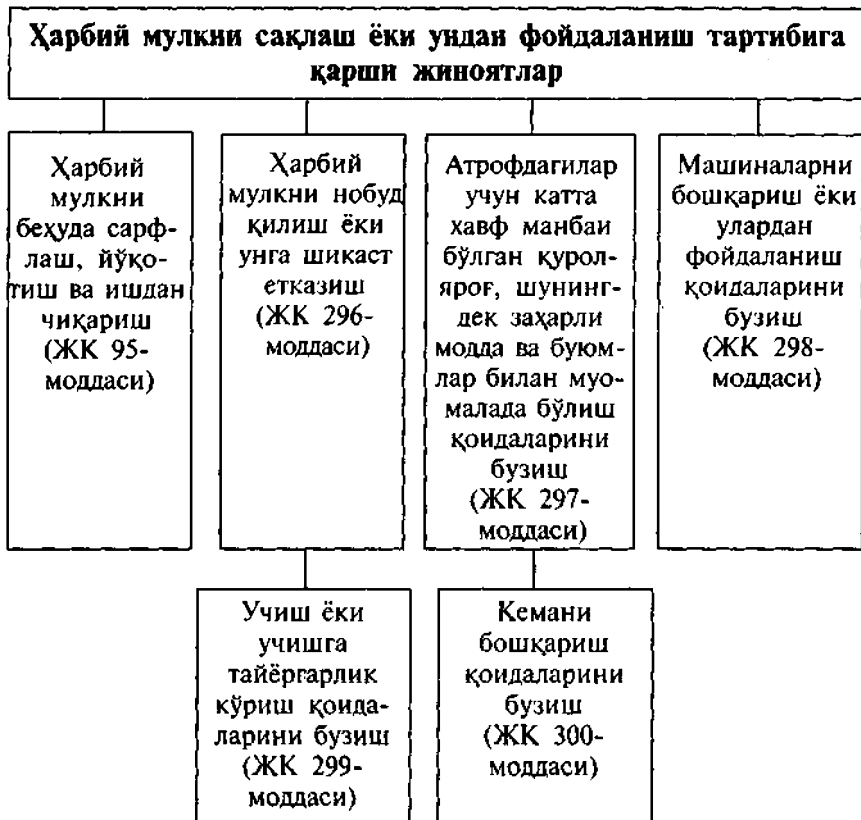 Ҳарбий мулкни сақлаш ёки ундан фойдаланиш тартибига
қарши жиноятлар
Ҳарбий
мулкни
беҳуда сарф-
лаш, йўқо-
тиш ва ишдан
чиқариш
(ЖК 95-
моддаси)
Ҳарбий
мулкни нобуд
қилиш ёки
унга шикаст
етказиш
(ЖК 296-
моддаси)
Атрофдагилар
учун катта
хавф манбаи
бўлган қурол-
яроғ, шунинг-
дек заҳарли
модда ва буюм-
лар билан муо-
малада бўлиш
қоидаларини
бузиш
(ЖК 297-
моддаси)
Машиналарни
бошқариш ёки
улардан
фойдаланиш
қоидаларини
бузиш
(ЖК 298-
моддаси)
Учиш ёки
учишга
тайёргарлик
кўриш қоида-
ларини бузиш
(ЖК 299-
моддаси)
Кемани
бошқариш
қоидаларини
бузиш
(ЖК 300-
моддаси)